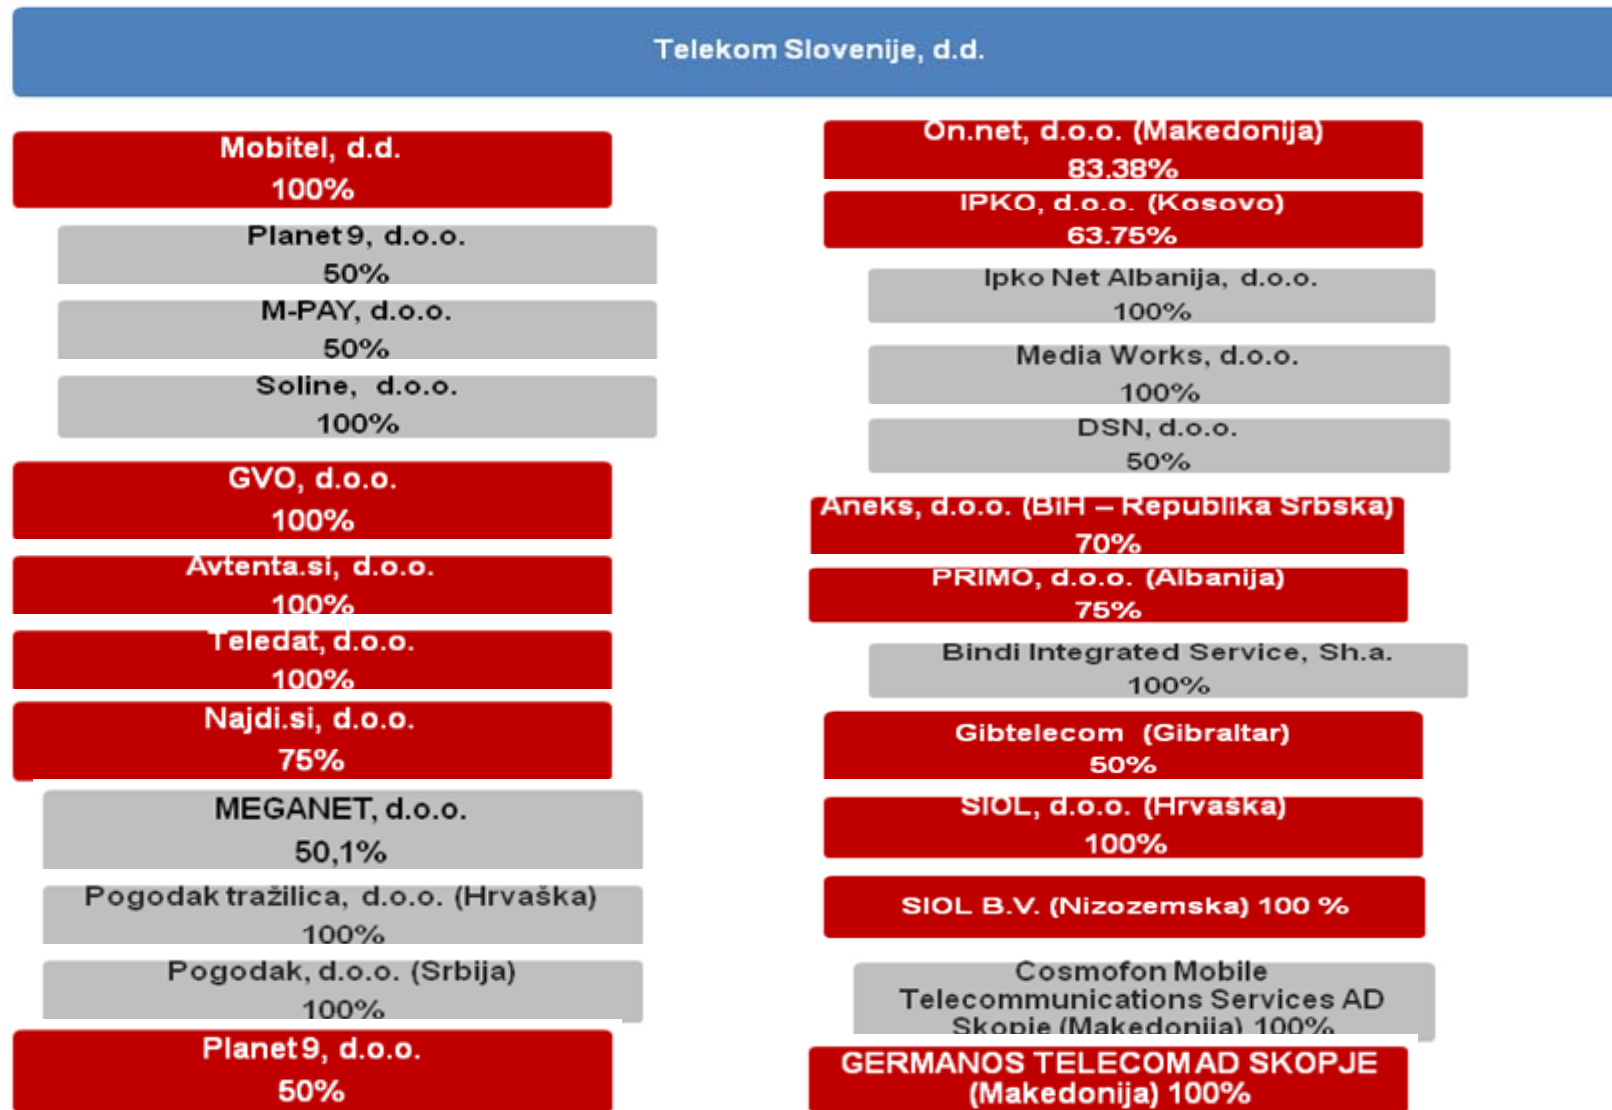 Telekom Slovenije, d.d.
Mobitel, d.d.
100%
Planet 9, d.o.o.
50%
M-PAY, d.o.o.
50%
Soline, d.o.o.
100%
GVO, d.o.o.
100%
Avtenta.si, d.o.o.
100%
Teledat, d.o.o.
100%
Najdi.si, d.o.o.
75%
MEGANET, d.o.o.
50,1%
Pogodak tražilica, d.o.o. (Hrvaška)
100%
Pogodak, d.o.o. (Srbija)
100%
Planet 9, d.o.o.
50%
On.net, d.o.o. (Makedonija)
83.38%
IPKO, d.o.o. (Kosovo)
63.75%
Ipko Net Albanija, d.o.o.
100%
Media Works, d.o.o.
100%
DSN, d.o.o.
50%
Aneks, d.o.o. (BiH – Republika Srbska)
70%
PRIMO, d.o.o. (Albanija)
75%
Bindi Integrated Service, Sh.a.
100%
Gibtelecom (Gibraltar)
50%
SIOL, d.o.o. (Hrvaška)
100%
SIOL B.V. (Nizozemska) 100 %
Cosmofon Mobile
Telecommunications Services AD
Skopje (Makedonija) 100%
GERMANOS TELECOM AD SKOPJE
(Makedonija) 100%